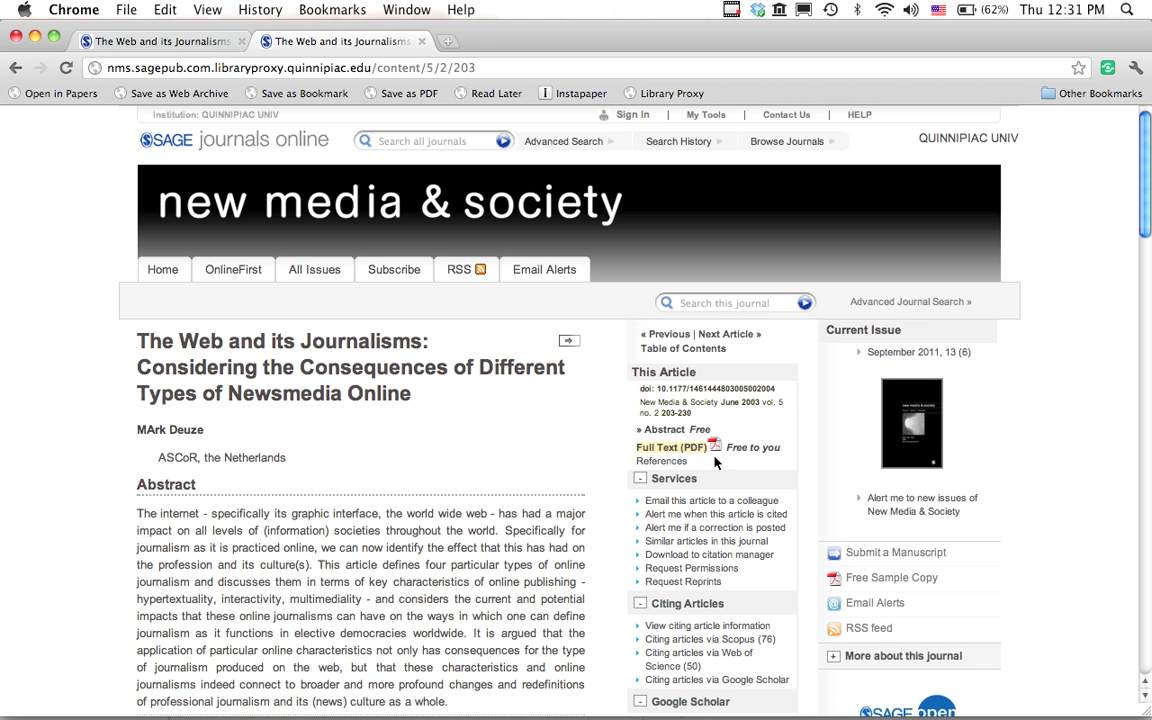 Chrome File Edit View History Bookmarks Window Help (62%) Thu 12:31 PM
The Web and its Journalisms The Web and its Journalisms.
nms.sagepub.com.libraryproxy.quinnipiac.edu/content/5/2/203
Open in Papers Save as Web Archive Save as Bookmark Save as PDF Read Later Instapaper Library Proxy Other Bookmarks
Institution: QUINNIPIAC UNIV Sign In | My Tools | Contact Us | HELP
SAGE journals online Search all journals Advanced Search Search History Browse Journals QUINNIPIAC UNIV
new media & society
Home OnlineFirst All Issues Subscribe RSS Email Alerts
Search this journal Advanced Journal Search »
The Web and its Journalisms:
Considering the Consequences of Different
Types of Newsmedia Online
MArk Deuze
ASCoR, the Netherlands
Abstract
The internet - specifically its graphic interface, the world wide web - has had a major
impact on all levels of (information) societies throughout the world. Specifically for
journalism as it is practiced online, we can now identify the effect that this has had on
the profession and its culture(s). This article defines four particular types of online
journalism and discusses them in terms of key characteristics of online publishing -
hypertextuality, interactivity, multimediality - and considers the current and potential
impacts that these online journalisms can have on the ways in which one can define
journalism as it functions in elective democracies worldwide. It is argued that the
application of particular online characteristics not only has consequences for the type
of journalism produced on the web, but that these characteristics and online
journalisms indeed connect to broader and more profound changes and redefinitions
of professional journalism and its (news) culture as a whole.
« Previous | Next Article »
Table of Contents
This Article
doi: 10.1177/1461444803005002004
New Media & Society June 2003 vol. 5
no. 2 203-230
» Abstract Free
Full Text (PDF) Free to you
References
Services
Email this article to a colleague
Alert me when this article is cited
Alert me if a correction is posted
Similar articles in this journal
Download to citation manager
Request Permissions
Request Reprints
Citing Articles
View citing article information
Citing articles via Scopus (76)
Citing articles via Web of
Science (50)
Citing articles via Google Scholar
Google Scholar
Current Issue
September 2011, 13 (6)
Alert me to new issues of
New Media & Society
Submit a Manuscript
Free Sample Copy
Email Alerts
RSS feed
More about this journal
SAGE open